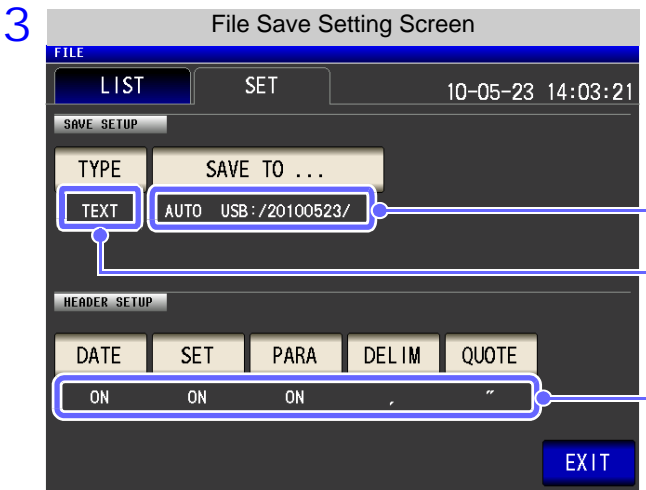 3
File Save Setting Screen
FILE
LIST SET 10-05-23 14:03:21
SAVE SETUP
TYPE SAVE TO ...
TEXT AUTO USB:/20100523/
HEADER SETUP
DATE SET PARA DELIM QUOTE
ON ON ON , "
EXIT